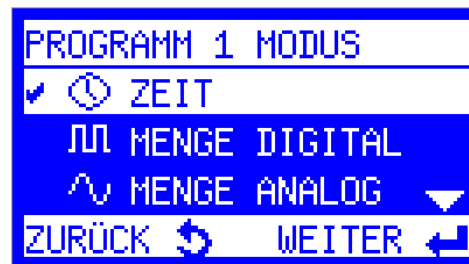 PROGRAMM 1 MODUS
ZEIT
MENGE DIGITAL
MENGE ANALOG
ZURÜCK WEITER